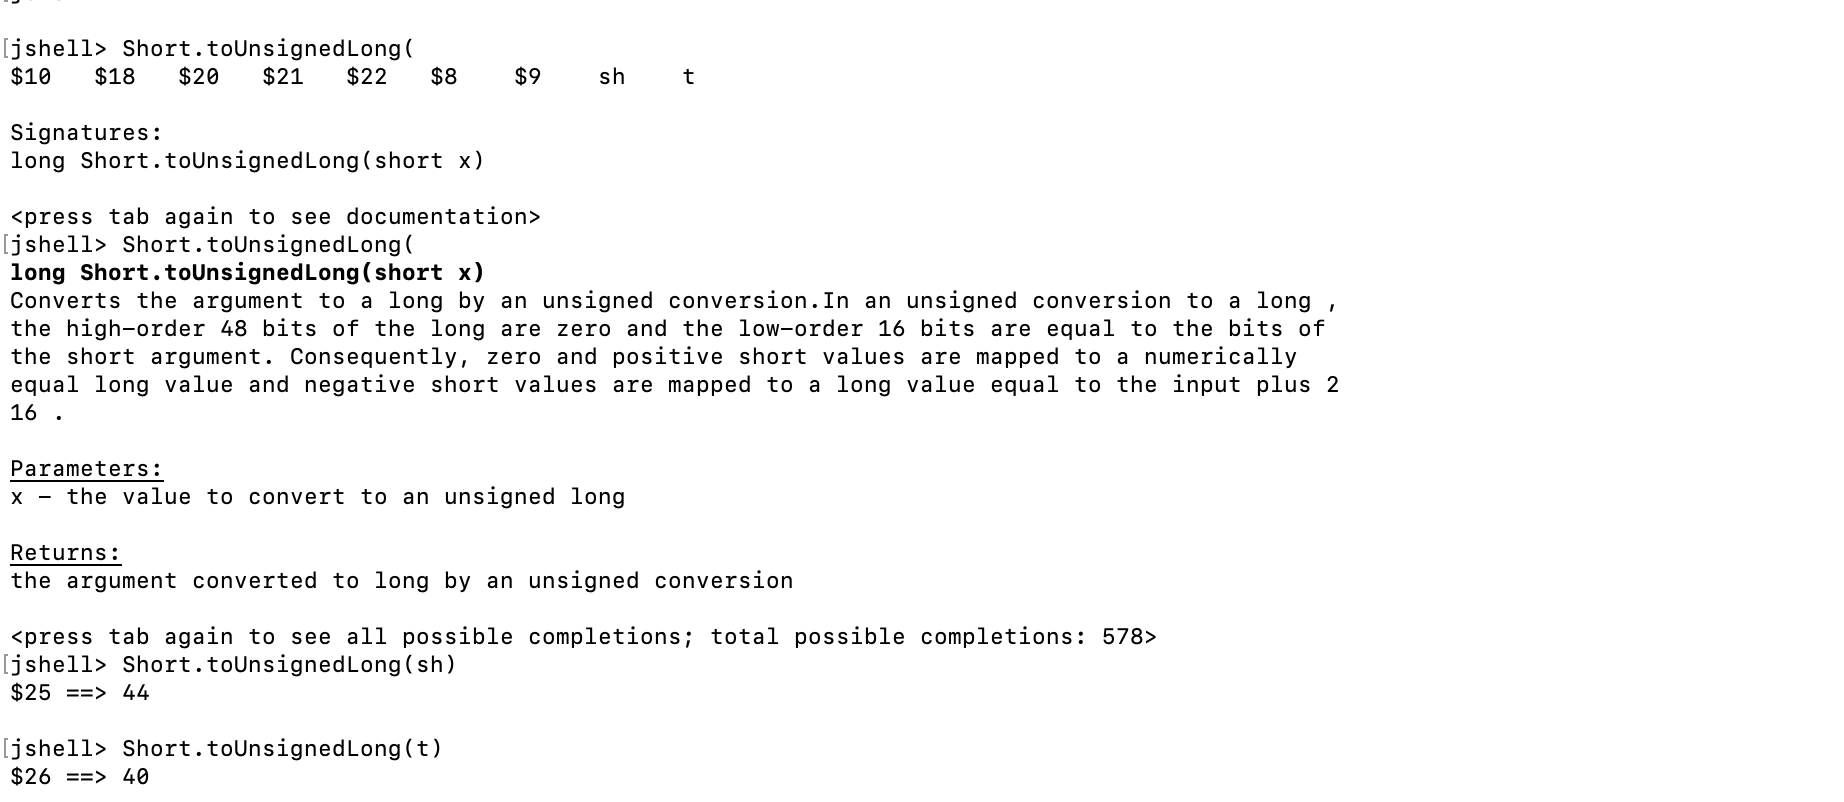 [jshell> Short.toUnsignedLong(
$10 $18 $20 $21 $22 $8 $9 sh t
Signatures:
long Short.toUnsignedLong(short x)
<press tab again to see documentation>
[jshell> Short.toUnsignedLong(
long Short.toUnsignedLong(short x)
Converts the argument to a long by an unsigned conversion.In an unsigned conversion to a long ,
the high-order 48 bits of the long are zero and the low-order 16 bits are equal to the bits of
the short argument. Consequently, zero and positive short values are mapped to a numerically
equal long value and negative short values are mapped to a long value equal to the input plus 2
16 .
Parameters:
x - the value to convert to an unsigned long
Returns:
the argument converted to long by an unsigned conversion
<press tab again to see all possible completions; total possible completions: 578>
[jshell> Short.toUnsignedLong(sh)
$25 ==> 44
[jshell> Short.toUnsignedLong(t)
$26 ==> 40